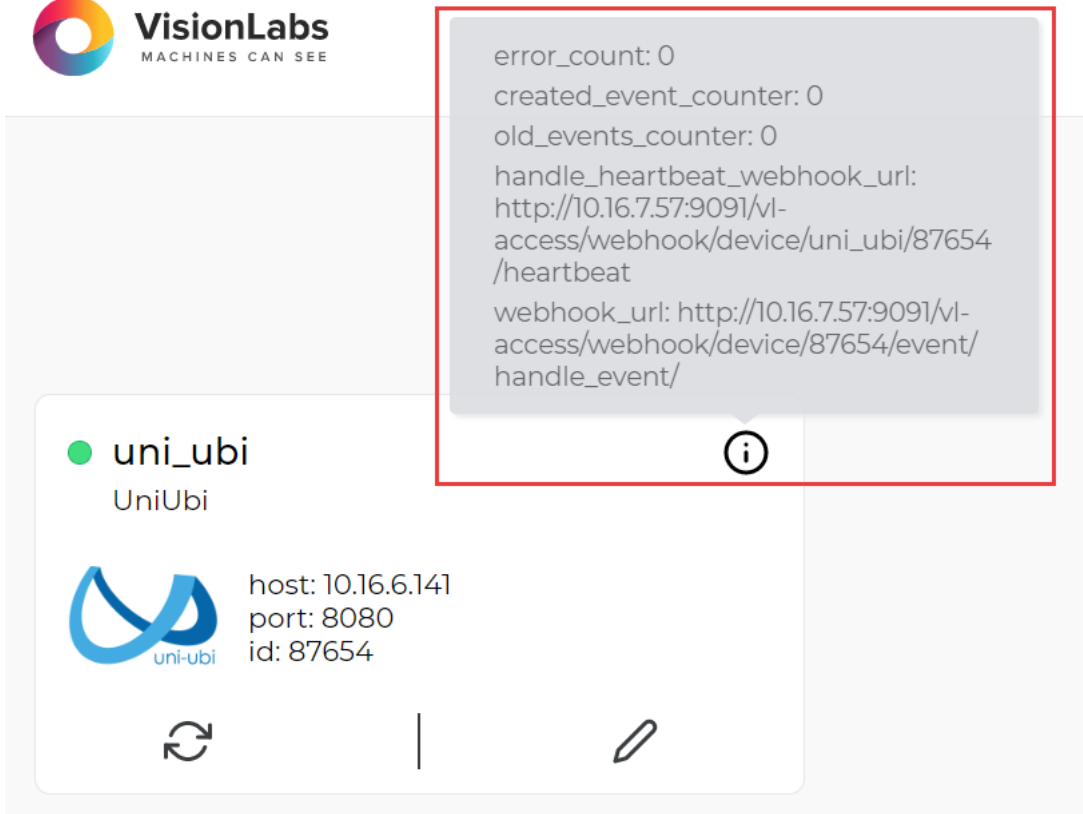 VisionLabs
MACHINES CAN SEE
error_count: 0
created_event_counter: 0
old_events_counter: 0
handle_heartbeat_webhook_url:
http://10.16.7.57:9091/vl-
access/webhook/device/uni_ubi/87654
/heartbeat
webhook_url: http://10.16.7.57:9091/vl-
access/webhook/device/87654/event/
handle_event/
uni_ubi
UniUbi
uni-ubi
host: 10.16.6.141
port: 8080
id: 87654